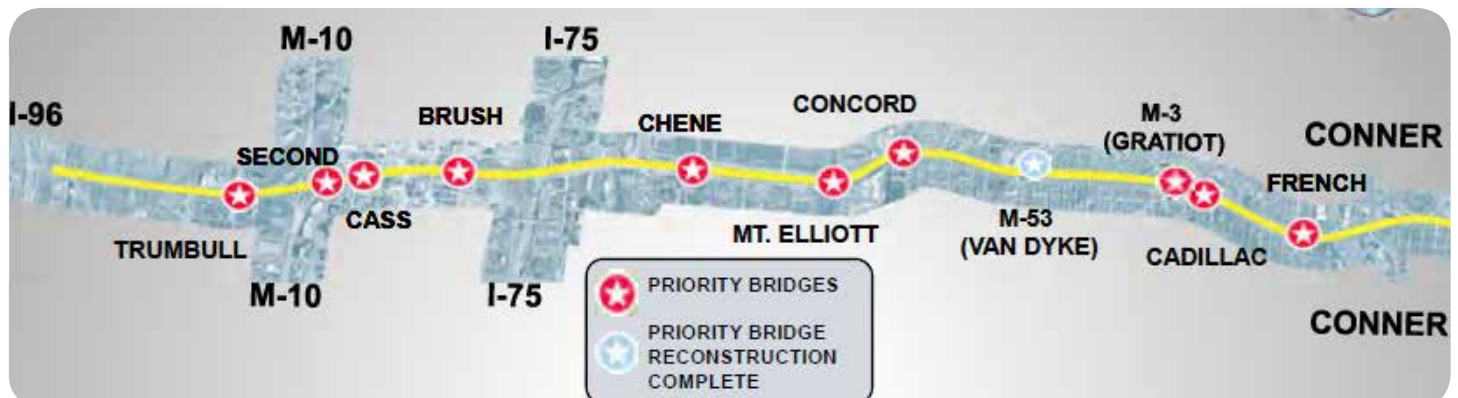 M-10
I-75
I-96
BRUSH
CHENE
CONCORD
M-3
(GRATIOT)
CONNER
SECOND
FRENCH
CASS
TRUMBULL
MT. ELLIOTT
M-53
(VAN DYKE)
CADILLAC
M-10
I-75
CONNER
PRIORITY BRIDGES
PRIORITY BRIDGE
RECONSTRUCTION
COMPLETE